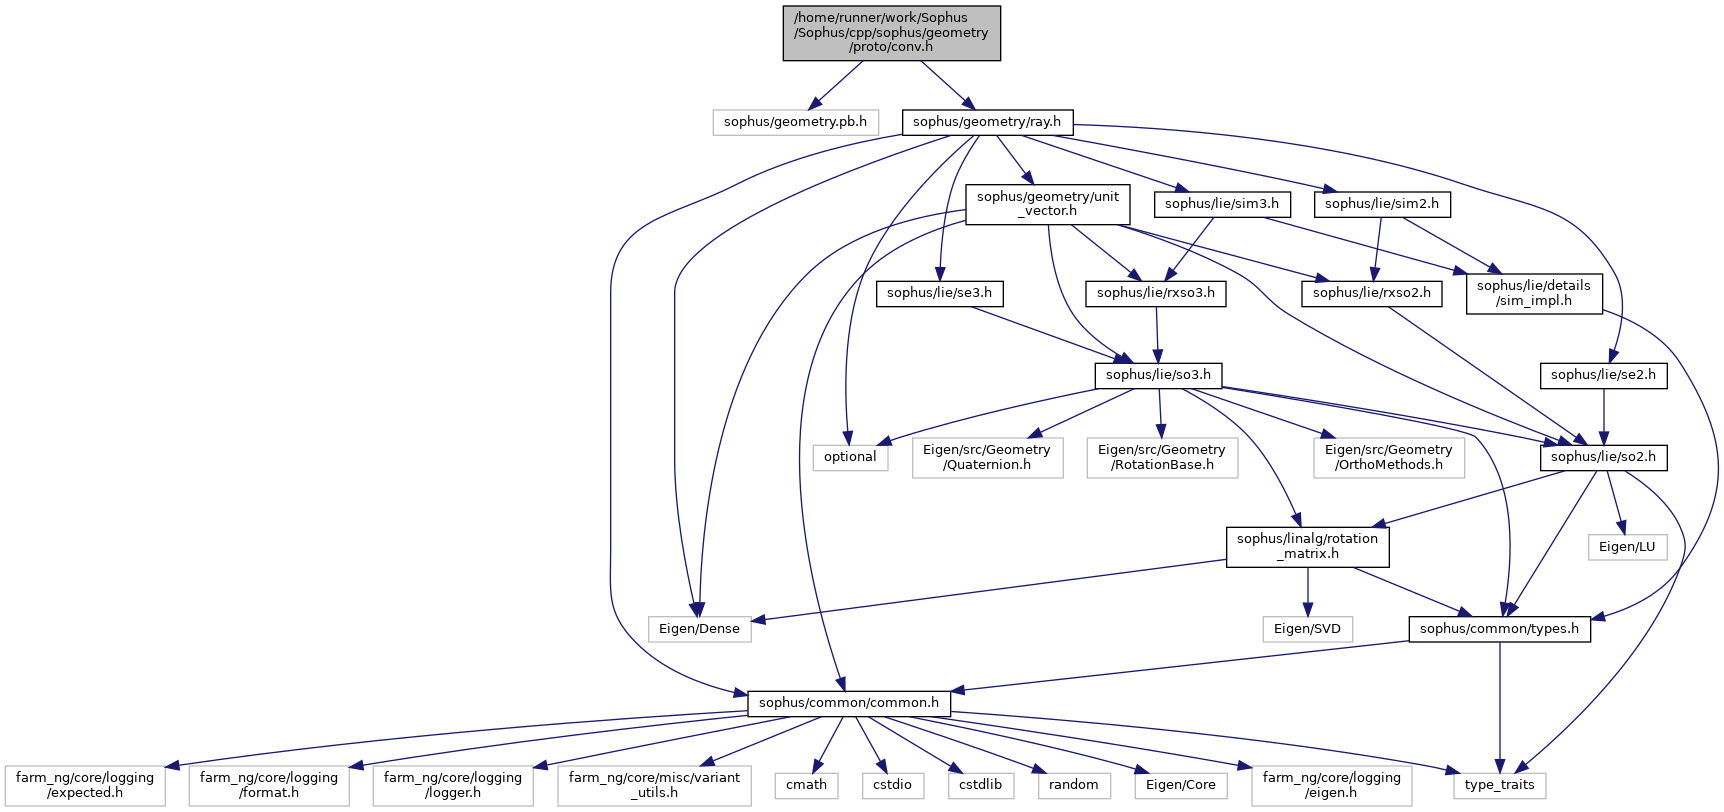 /home/runner/work/Sophus
/Sophus/cpp/sophus/geometry
/proto/conv.h
sophus/geometry.pb.h
sophus/geometry/ray.h
sophus/geometry/unit
_vector.h
sophus/lie/sim3.h
sophus/lie/sim2.h
sophus/lie/se3.h
sophus/lie/rxso3.h
sophus/lie/rxso2.h
sophus/lie/details
/sim_impl.h
sophus/lie/so3.h
sophus/lie/se2.h
optional
Eigen/src/Geometry
/Quaternion.h
Eigen/src/Geometry
/RotationBase.h
Eigen/src/Geometry
/OrthoMethods.h
sophus/lie/so2.h
sophus/linalg/rotation
_matrix.h
Eigen/LU
Eigen/Dense
Eigen/SVD
sophus/common/types.h
sophus/common/common.h
farm_ng/core/logging
/expected.h
farm_ng/core/logging
/format.h
farm_ng/core/logging
/logger.h
farm_ng/core/misc/variant
_utils.h
cmath
cstdio
cstdlib
random
Eigen/Core
farm_ng/core/logging
/eigen.h
type_traits